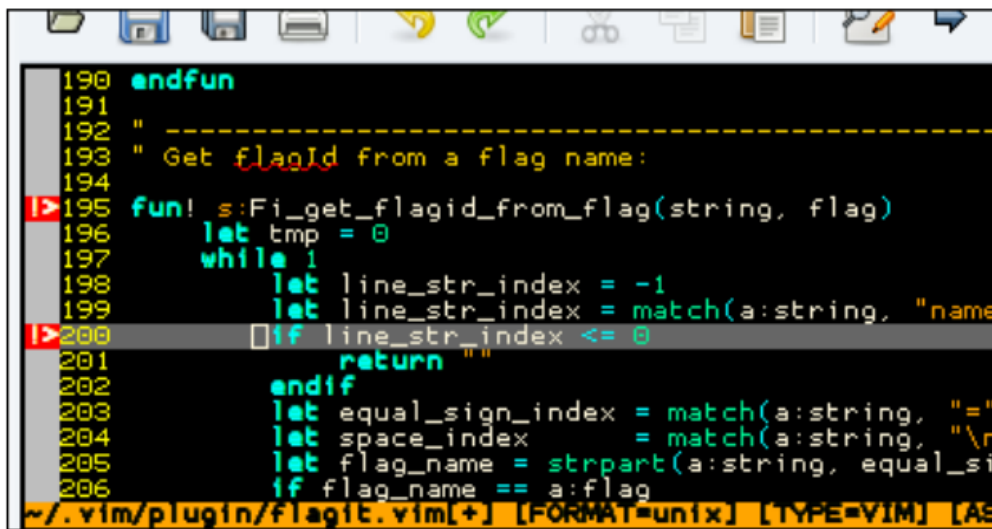 190 endfun
191
192 " -----------------------------------------------
193 " Get flagId from a flag name:
194
!>195 fun! s:Fi_get_flagid_from_flag(string, flag)
196     let tmp = 0
197     while 1
198         let line_str_index = -1
199         let line_str_index = match(a:string, "name
!>200         if line_str_index <= 0
201             return ""
202         endif
203         let equal_sign_index = match(a:string, "="
204         let space_index      = match(a:string, "\n
205         let flag_name = strpart(a:string, equal_si
206         if flag_name == a:flag
~/.vim/plugin/flagit.vim[+] [FORMAT=unix] [TYPE=VIM] [AS